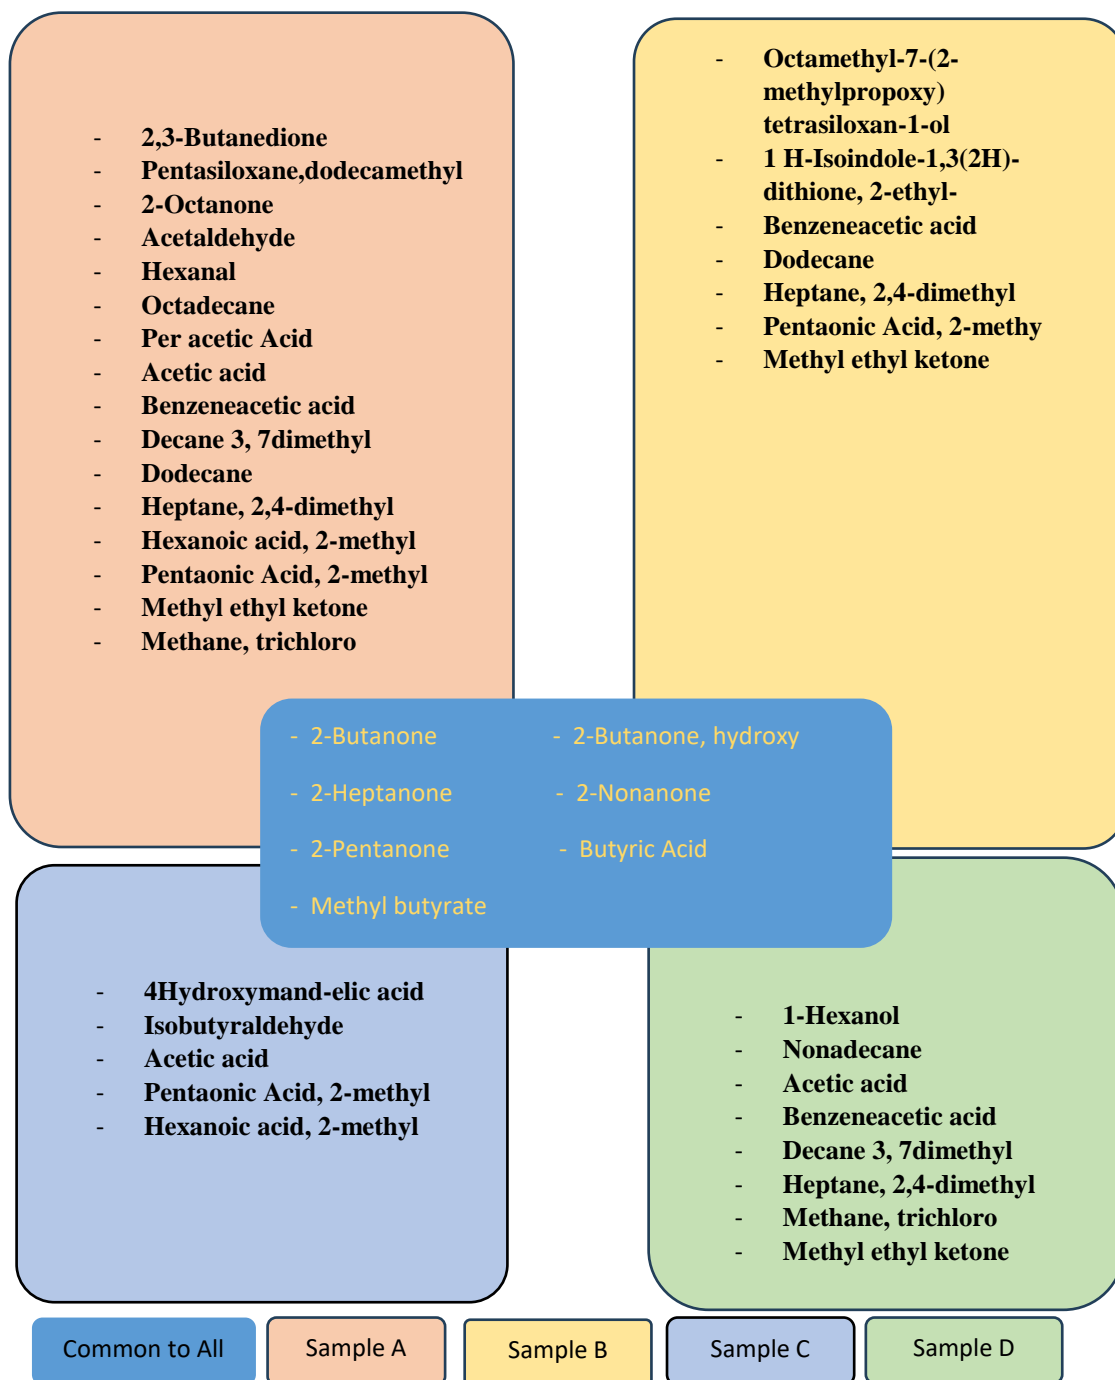 - 2,3-Butanedione
- Pentasiloxane,dodecamethyl
- 2-Octanone
- Acetaldehyde
- Hexanal
- Octadecane
- Per acetic Acid
- Acetic acid
- Benzeneacetic acid
- Decane 3, 7dimethyl
- Dodecane
- Heptane, 2,4-dimethyl
- Hexanoic acid, 2-methyl
- Pentaonic Acid, 2-methyl
- Methyl ethyl ketone
- Methane, trichloro
- Octamethyl-7-(2-
methylpropoxy)
tetrasiloxan-1-ol
- 1 H-Isoindole-1,3(2H)-
dithione, 2-ethyl-
- Benzeneacetic acid
- Dodecane
- Heptane, 2,4-dimethyl
- Pentaonic Acid, 2-methy
- Methyl ethyl ketone
- 2-Butanone - 2-Butanone, hydroxy
- 2-Heptanone - 2-Nonanone
- 2-Pentanone - Butyric Acid
- Methyl butyrate
- 4Hydroxymand-elic acid
- Isobutyraldehyde
- Acetic acid
- Pentaonic Acid, 2-methyl
- Hexanoic acid, 2-methyl
- 1-Hexanol
- Nonadecane
- Acetic acid
- Benzeneacetic acid
- Decane 3, 7dimethyl
- Heptane, 2,4-dimethyl
- Methane, trichloro
- Methyl ethyl ketone
Common to All
Sample A
Sample B
Sample C
Sample D